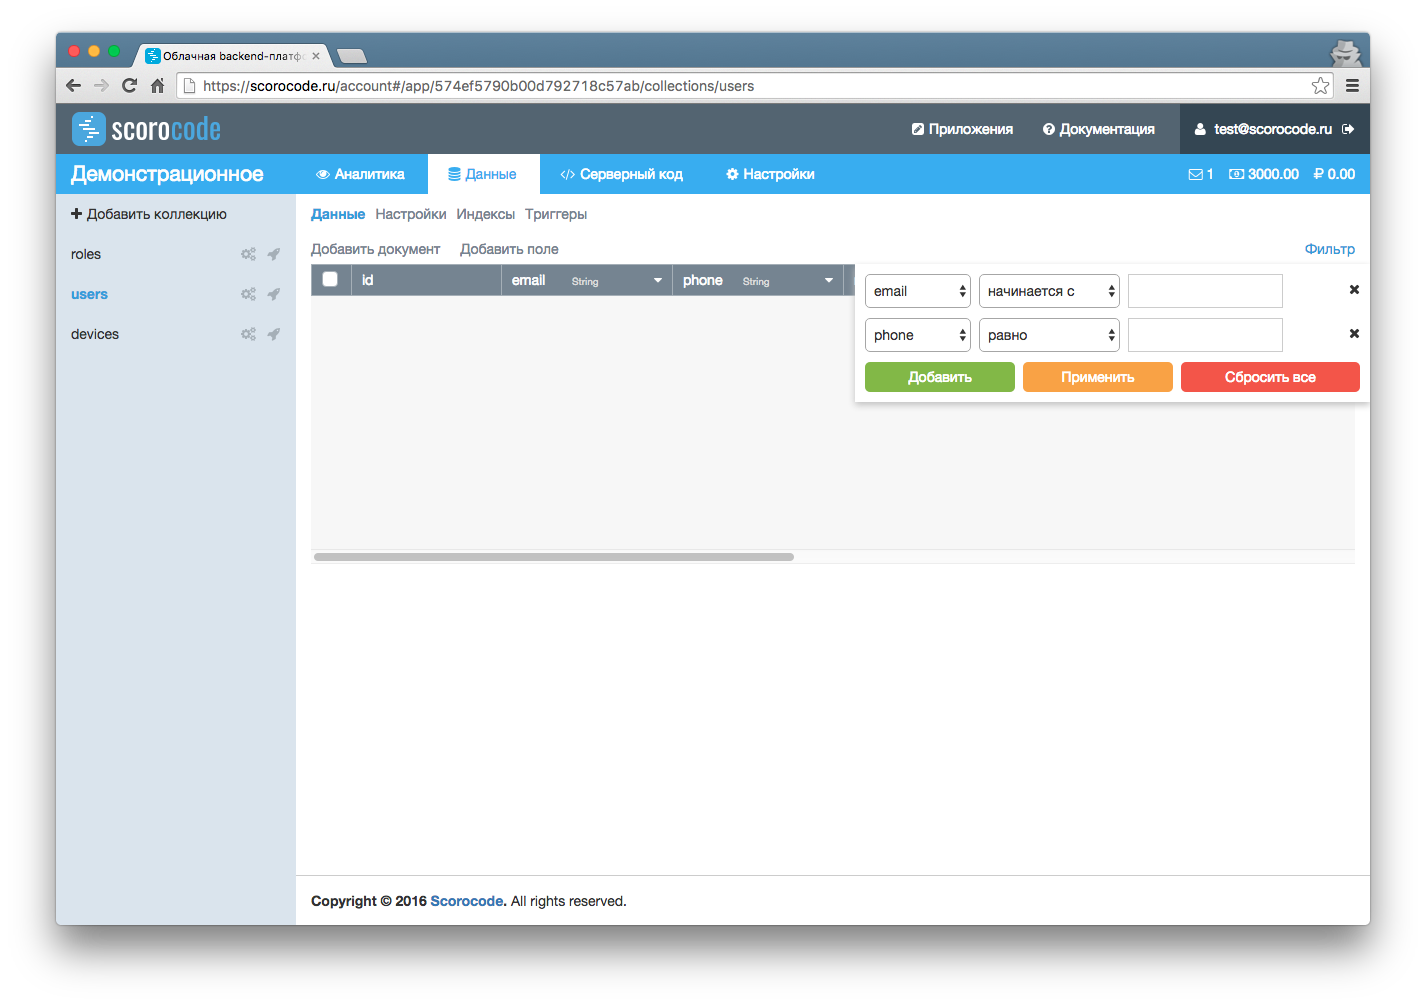 Облачная backend-платф
https://scorocode.ru/account#/app/574ef5790b00d792718c57ab/collections/users
scorocode
Приложения Документация test@scorocode.ru
Демонстрационное Аналитика Данные Серверный код Настройки 1 3000.00 ₽ 0.00
Добавить коллекцию
roles
users
devices
Данные Настройки Индексы Триггеры
Добавить документ Добавить поле Фильтр
id email String phone String
email начинается с
phone равно
Добавить Применить Сбросить все
Copyright © 2016 Scorocode. All rights reserved.